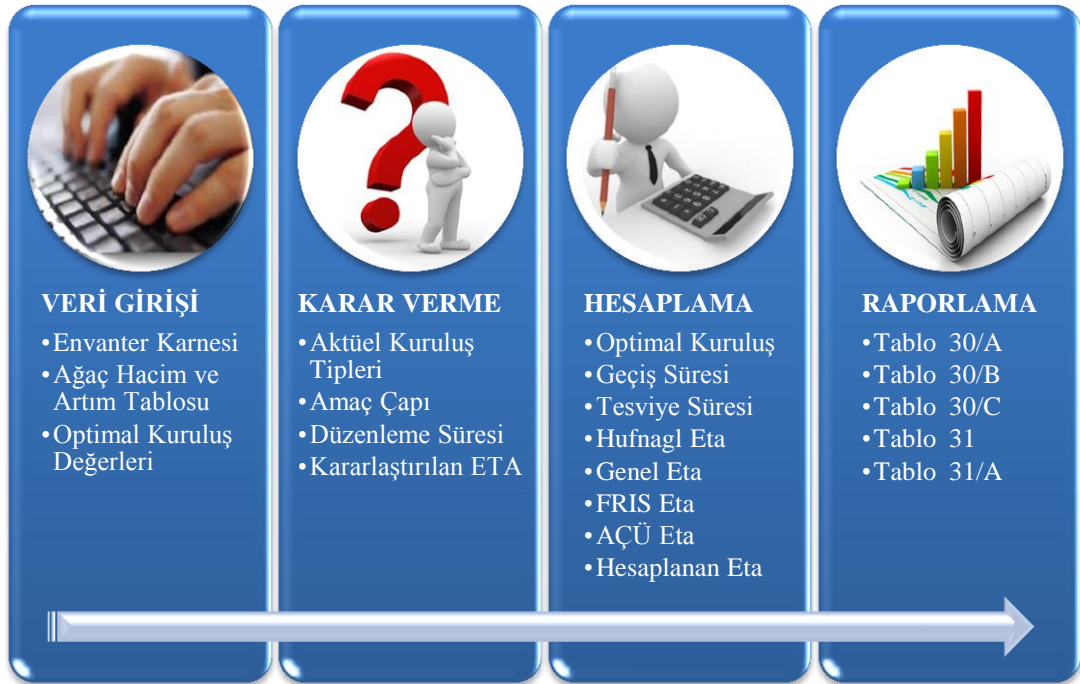 VERİ GİRİŞİ
•Envanter Karnesi
•Ağaç Hacim ve
Artım Tablosu
•Optimal Kuruluş
Değerleri
KARAR VERME
•Aktüel Kuruluş
Tipleri
•Amaç Çapı
•Düzenleme Süresi
•Kararlaştırılan ETA
HESAPLAMA
•Optimal Kuruluş
•Geçiş Süresi
•Tesviye Süresi
•Hufnagl Eta
•Genel Eta
•FRIS Eta
•AÇÜ Eta
•Hesaplanan Eta
RAPORLAMA
•Tablo 30/A
•Tablo 30/B
•Tablo 30/C
•Tablo 31
•Tablo 31/A